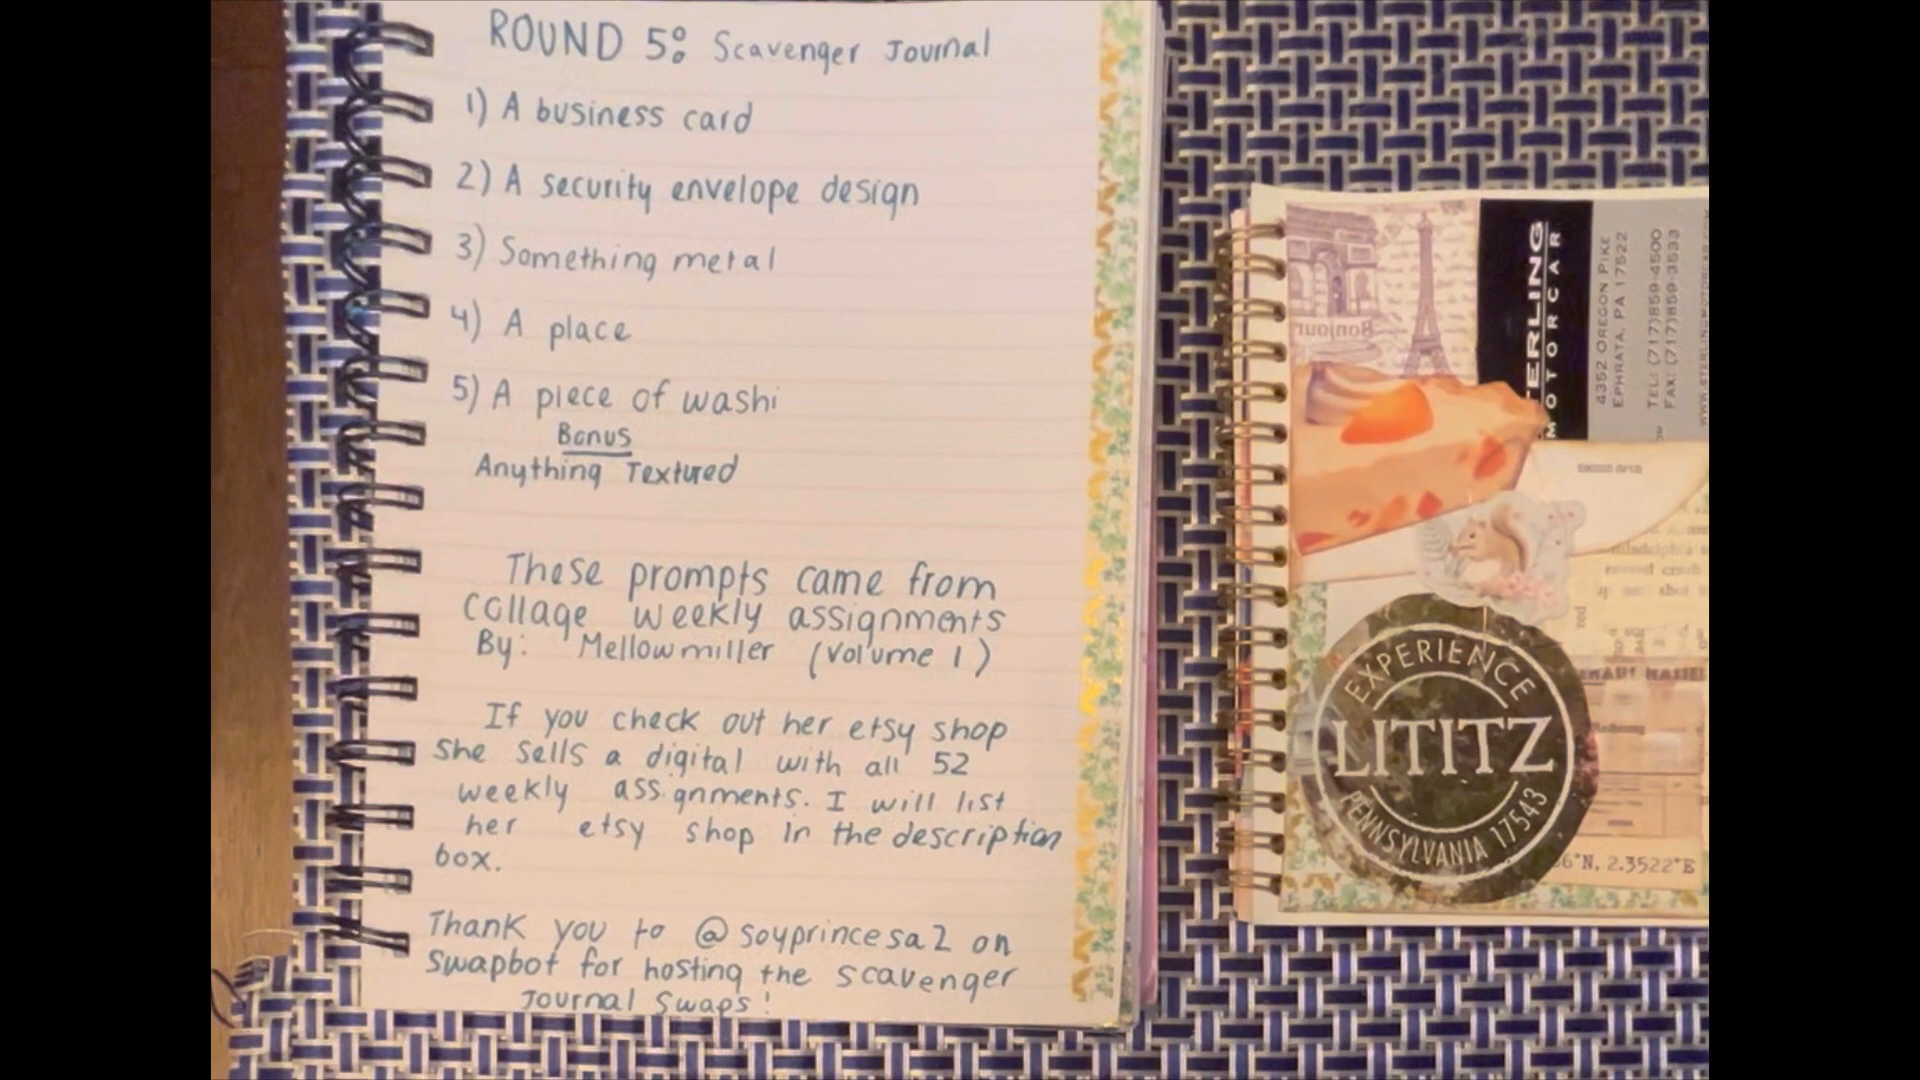 ROUND 5: Scavenger Journal
1) A business card
2) A security envelope design
3) Something metal
4) A place
5) A piece of washi
Bonus
Anything Textured
These prompts came from
collage weekly assignments
By: Mellowmiller (Volume 1)
If you check out her etsy shop
she sells a digital with all 52
weekly assignments. I will list
her etsy shop in the description
box.
Thank you to @soyprincesa2 on
swapbot for hosting the scavenger
Journal Swaps!
Bonjour
TERLING
MOTORCAR
4352 OREGON PIKE
EPHRATA, PA 17522
TEL: (717)859-4500
FAX: (717)859-3533
shot
red
EXPERIENCE
LITITZ
PENNSYLVANIA 17543
6°N, 2.3522°E